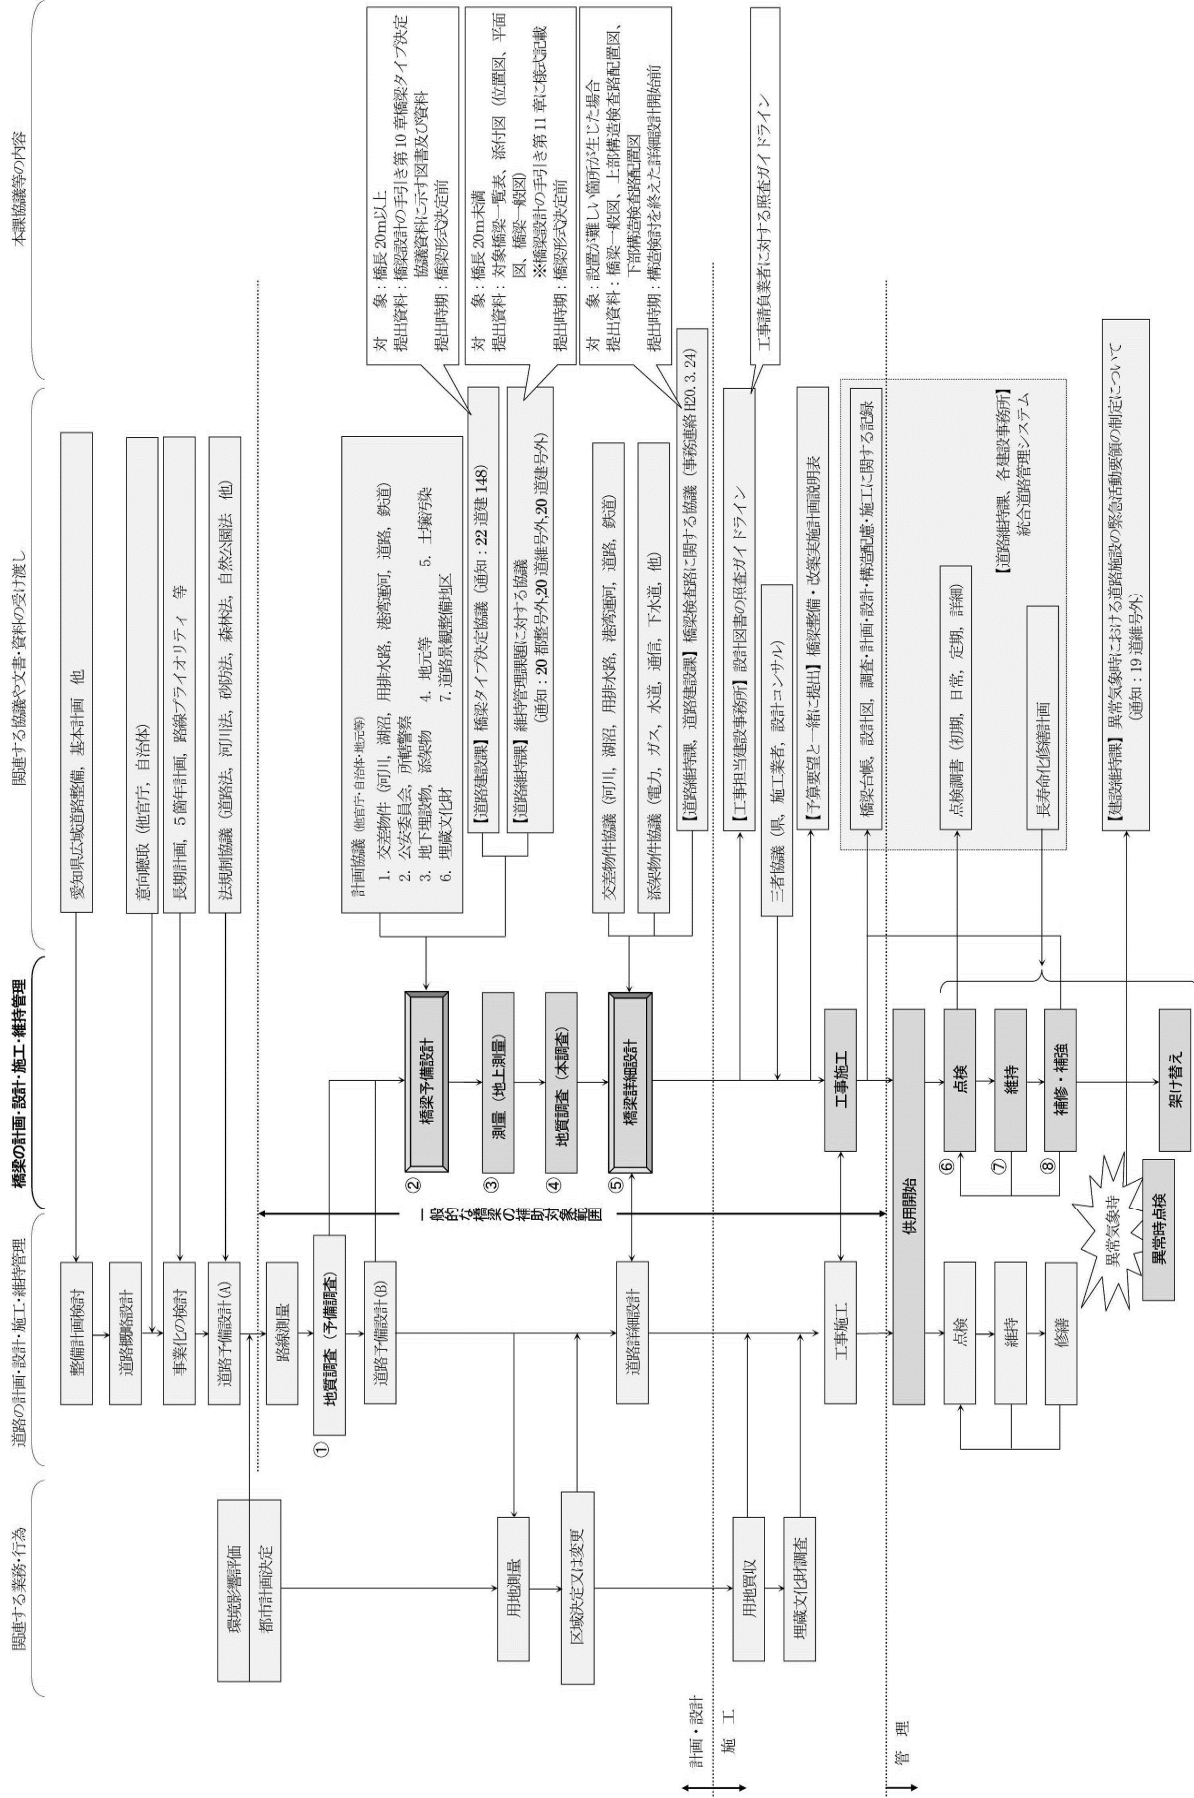 関連する業務・行為
道路の計画・設計・施工・維持管理
橋梁の計画・設計・施工・維持管理
関連する協議や文書・資料の受け渡し
本課協議等の内容
整備計画検討
愛知県広域道路整備，基本計画　他
道路概略設計
意向聴取（他官庁，自治体）
事業化の検討
長期計画，５箇年計画，路線プライオリティ　等
環境影響評価
都市計画決定
道路予備設計(A)
法規制協議（道路法，河川法，砂防法，森林法，自然公園法　他）
路線測量
①
地質調査（予備調査）
道路予備設計(B)
一般的な橋梁の補助対象範囲
②
橋梁予備設計
計画協議（他官庁・自治体・地元等）
1．交差物件（河川，湖沼，用排水路，港湾運河，道路，鉄道）
2．公安委員会，所轄警察
3．地下埋設物，添架物　4．地元等　5．土壌汚染
6．埋蔵文化財　7．道路景観整備地区
【道路建設課】橋梁タイプ決定協議（通知：22 道建 148）
対　　象：橋長 20m以上
提出資料：橋梁設計の手引き第 10 章橋梁タイプ決定
協議資料に示す図書及び資料
提出時期：橋梁形式決定前
【道路維持課】維持管理課題に対する協議
（通知：20 都整号外,20 道維号外,20 道建号外）
対　　象：橋長 20m未満
提出資料：対象橋梁一覧表、添付図（位置図、平面
図、橋梁一般図）
※橋梁設計の手引き第 11 章に様式記載
提出時期：橋梁形式決定前
③
測量（地上測量）
④
地質調査（本調査）
用地測量
区域決定又は変更
道路詳細設計
⑤
橋梁詳細設計
交差物件協議（河川，湖沼，用排水路，港湾運河，道路，鉄道）
添架物件協議（電力，ガス，水道，通信，下水道，他）
【道路維持課，道路建設課】橋梁検査路に関する協議（事務連絡 H20.3.24）
対　　象：設置が難しい箇所が生じた場合
提出資料：橋梁一般図、上部構造検査路配置図、
下部構造検査路配置図
提出時期：構造検討を終えた詳細設計開始前
計画・設計
施　工
用地買収
埋蔵文化財調査
【工事担当建設事務所】設計図書の照査ガイドライン
工事請負業者に対する照査ガイドライン
三者協議（県，施工業者，設計コンサル）
【予算要望と一緒に提出】橋梁整備・改築実施計画説明表
工事施工
工事施工
橋梁台帳，設計図，調査・計画・設計・構造配慮・施工に関する記録
管　理
供用開始
点検
維持
修繕
⑥
点検
⑦
維持
⑧
補修・補強
点検調書（初期，日常，定期，詳細）
【道路維持課，各建設事務所】
統合道路管理システム
長寿命化修繕計画
異常気象時
異常時点検
【建設維持課】異常気象時における道路施設の緊急活動要領の制定について
（通知：19 道維号外）
架け替え